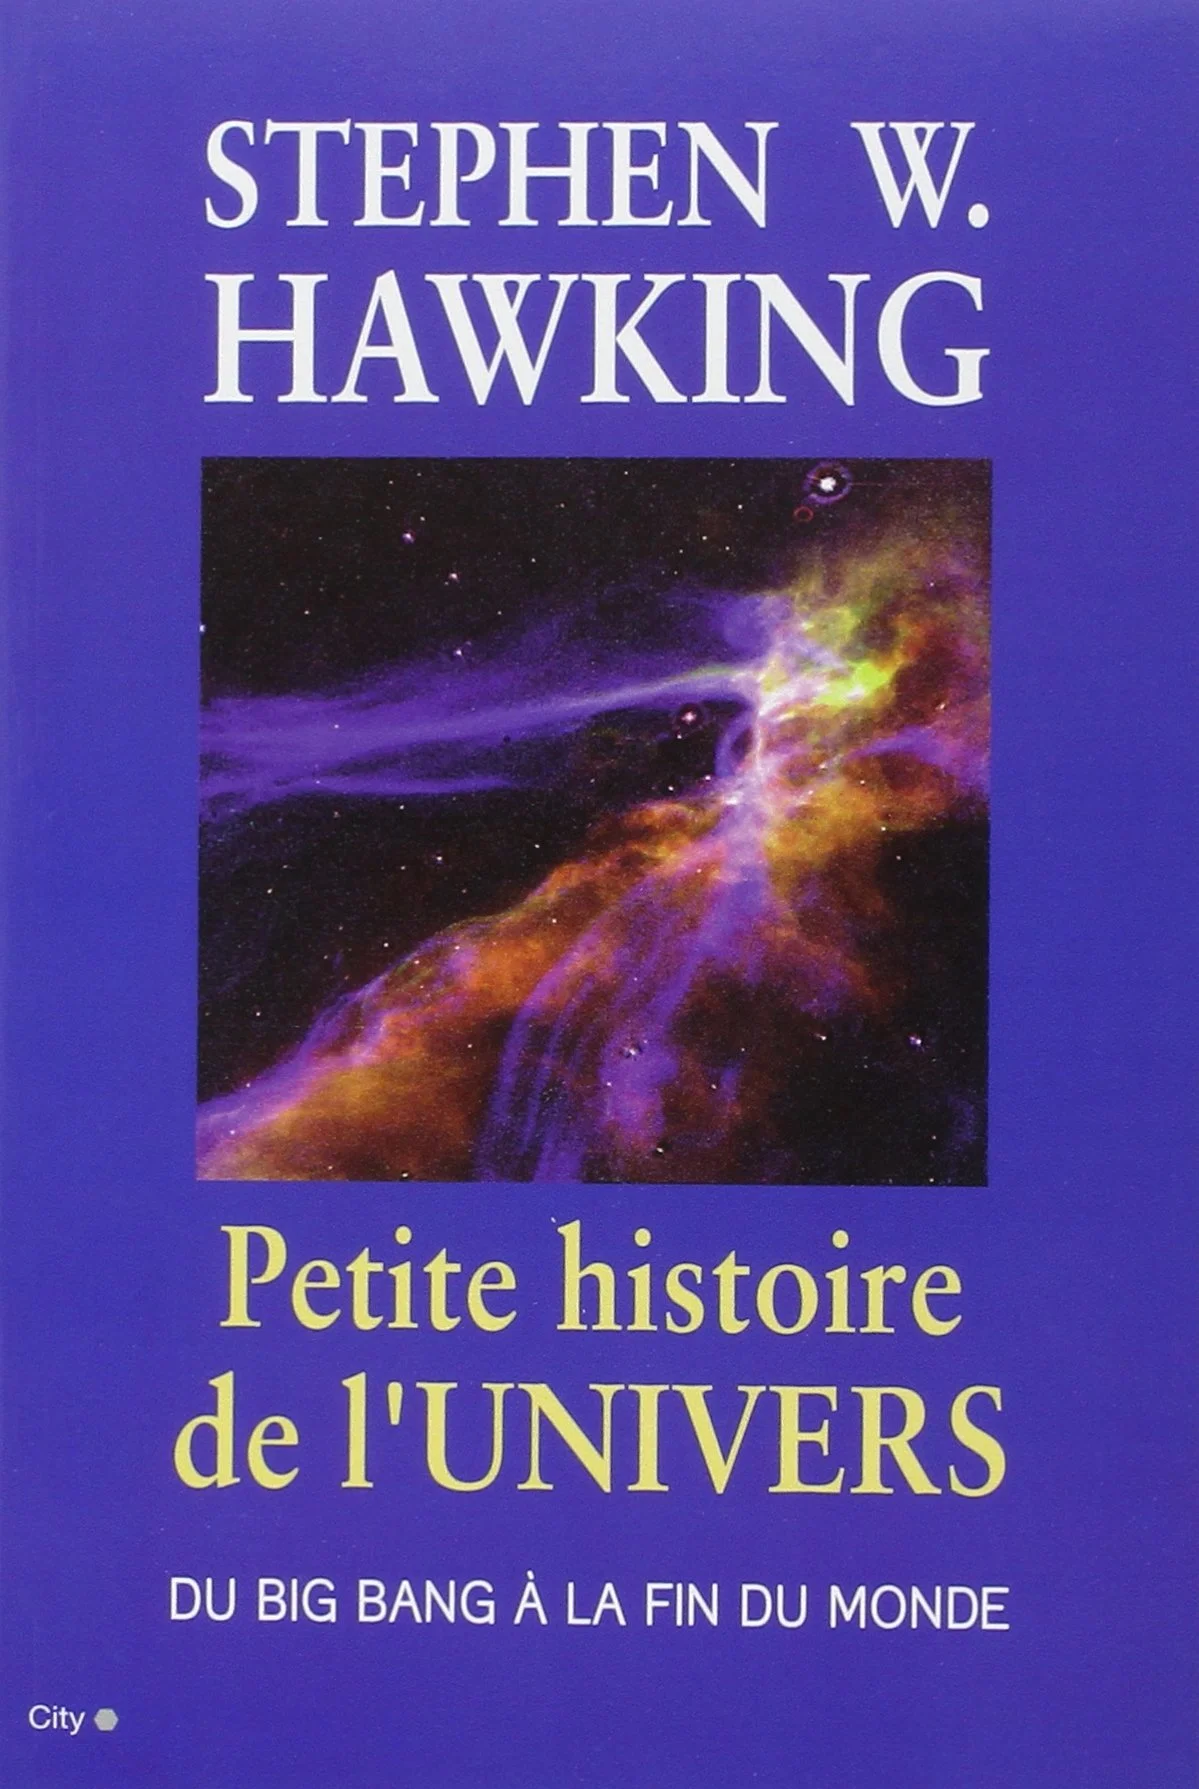 STEPHEN W.
HAWKING
Petite histoire
de l'UNIVERS
DU BIG BANG À LA FIN DU MONDE
City